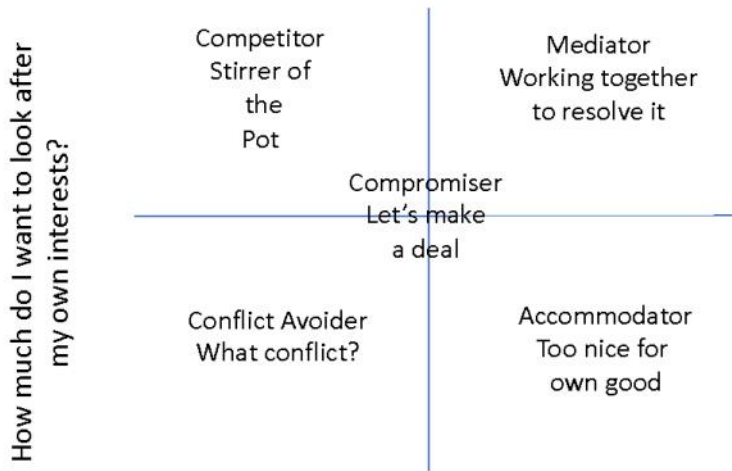 How much do I want to look after
my own interests?
Competitor
Stirrer of
the
Pot
Mediator
Working together
to resolve it
Compromiser
Let's make
a deal
Conflict Avoider
What conflict?
Accommodator
Too nice for
own good